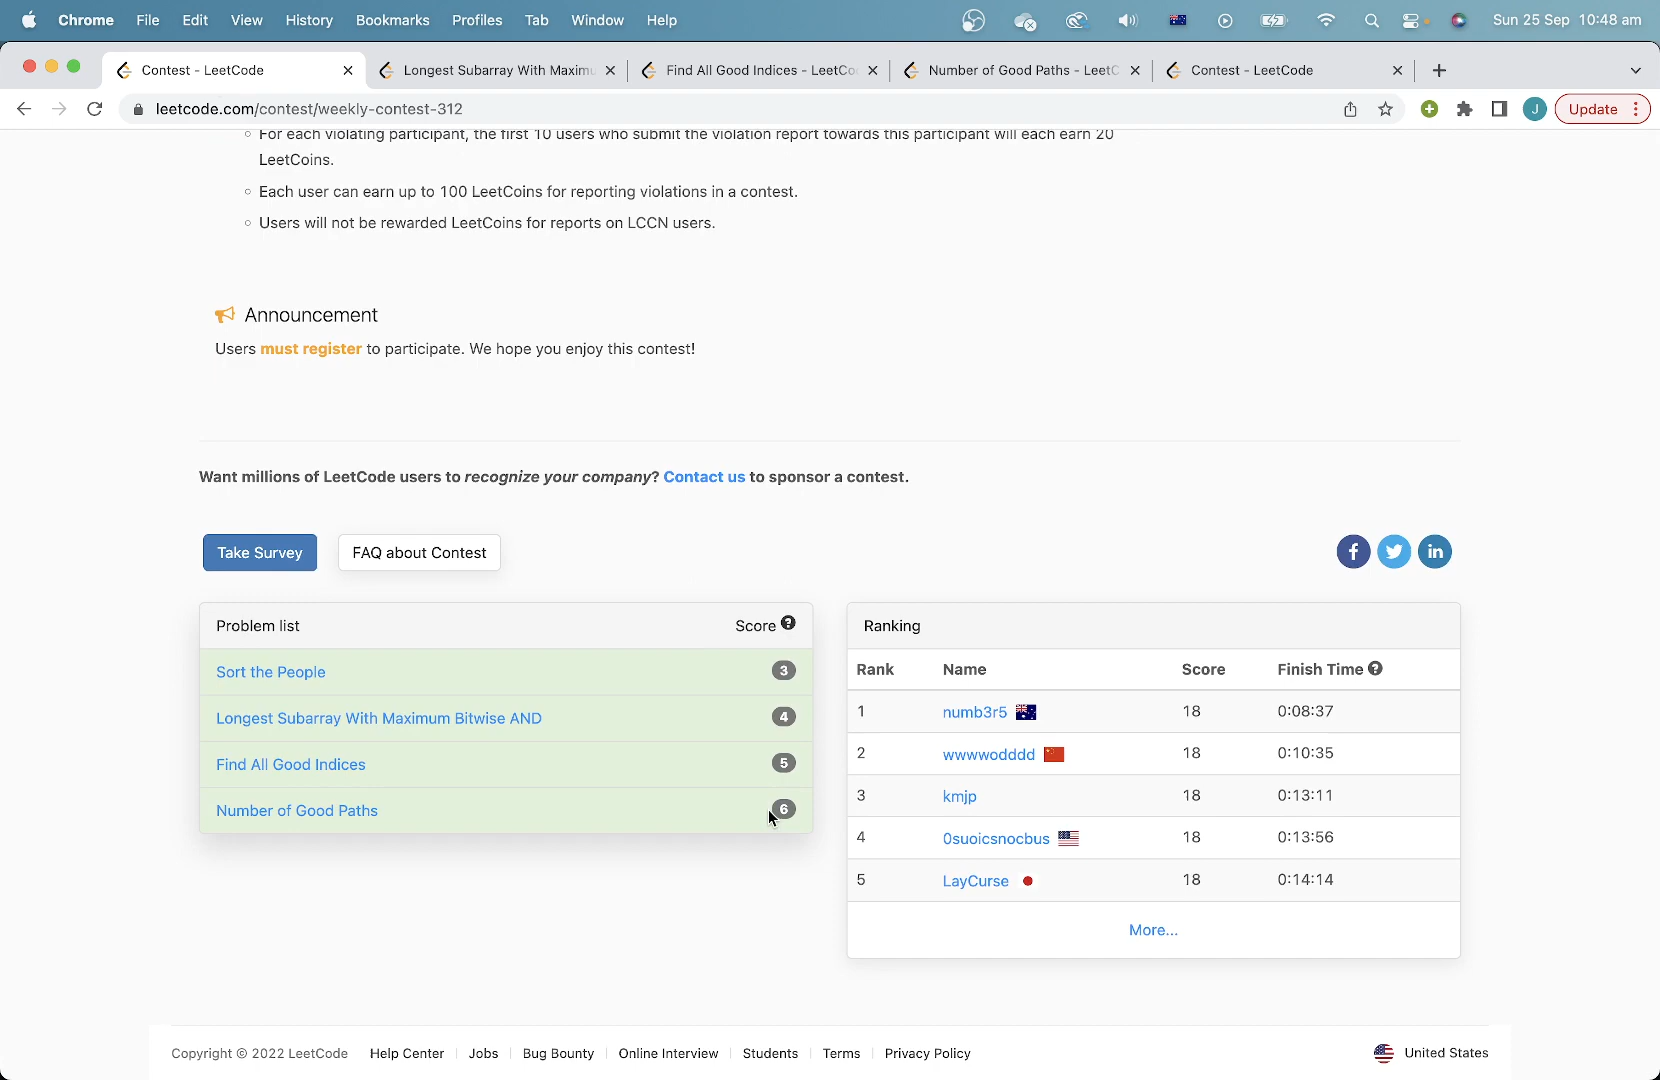 Chrome File Edit View History Bookmarks Profiles Tab Window Help Sun 25 Sep 10:48 am
Contest - LeetCode Longest Subarray With Maximu Find All Good Indices - LeetCo Number of Good Paths - LeetC Contest - LeetCode
leetcode.com/contest/weekly-contest-312 J Update
For each violating participant, the first 10 users who submit the violation report towards this participant will each earn 20
LeetCoins.
Each user can earn up to 100 LeetCoins for reporting violations in a contest.
Users will not be rewarded LeetCoins for reports on LCCN users.
Announcement
Users must register to participate. We hope you enjoy this contest!
Want millions of LeetCode users to recognize your company? Contact us to sponsor a contest.
Take Survey FAQ about Contest
Problem list Score
Sort the People 3
Longest Subarray With Maximum Bitwise AND 4
Find All Good Indices 5
Number of Good Paths 6
Ranking
Rank Name Score Finish Time
1 numb3r5 18 0:08:37
2 wwwwodddd 18 0:10:35
3 kmjp 18 0:13:11
4 0suoicsnocbus 18 0:13:56
5 LayCurse 18 0:14:14
More...
Copyright © 2022 LeetCode Help Center Jobs Bug Bounty Online Interview Students Terms Privacy Policy United States